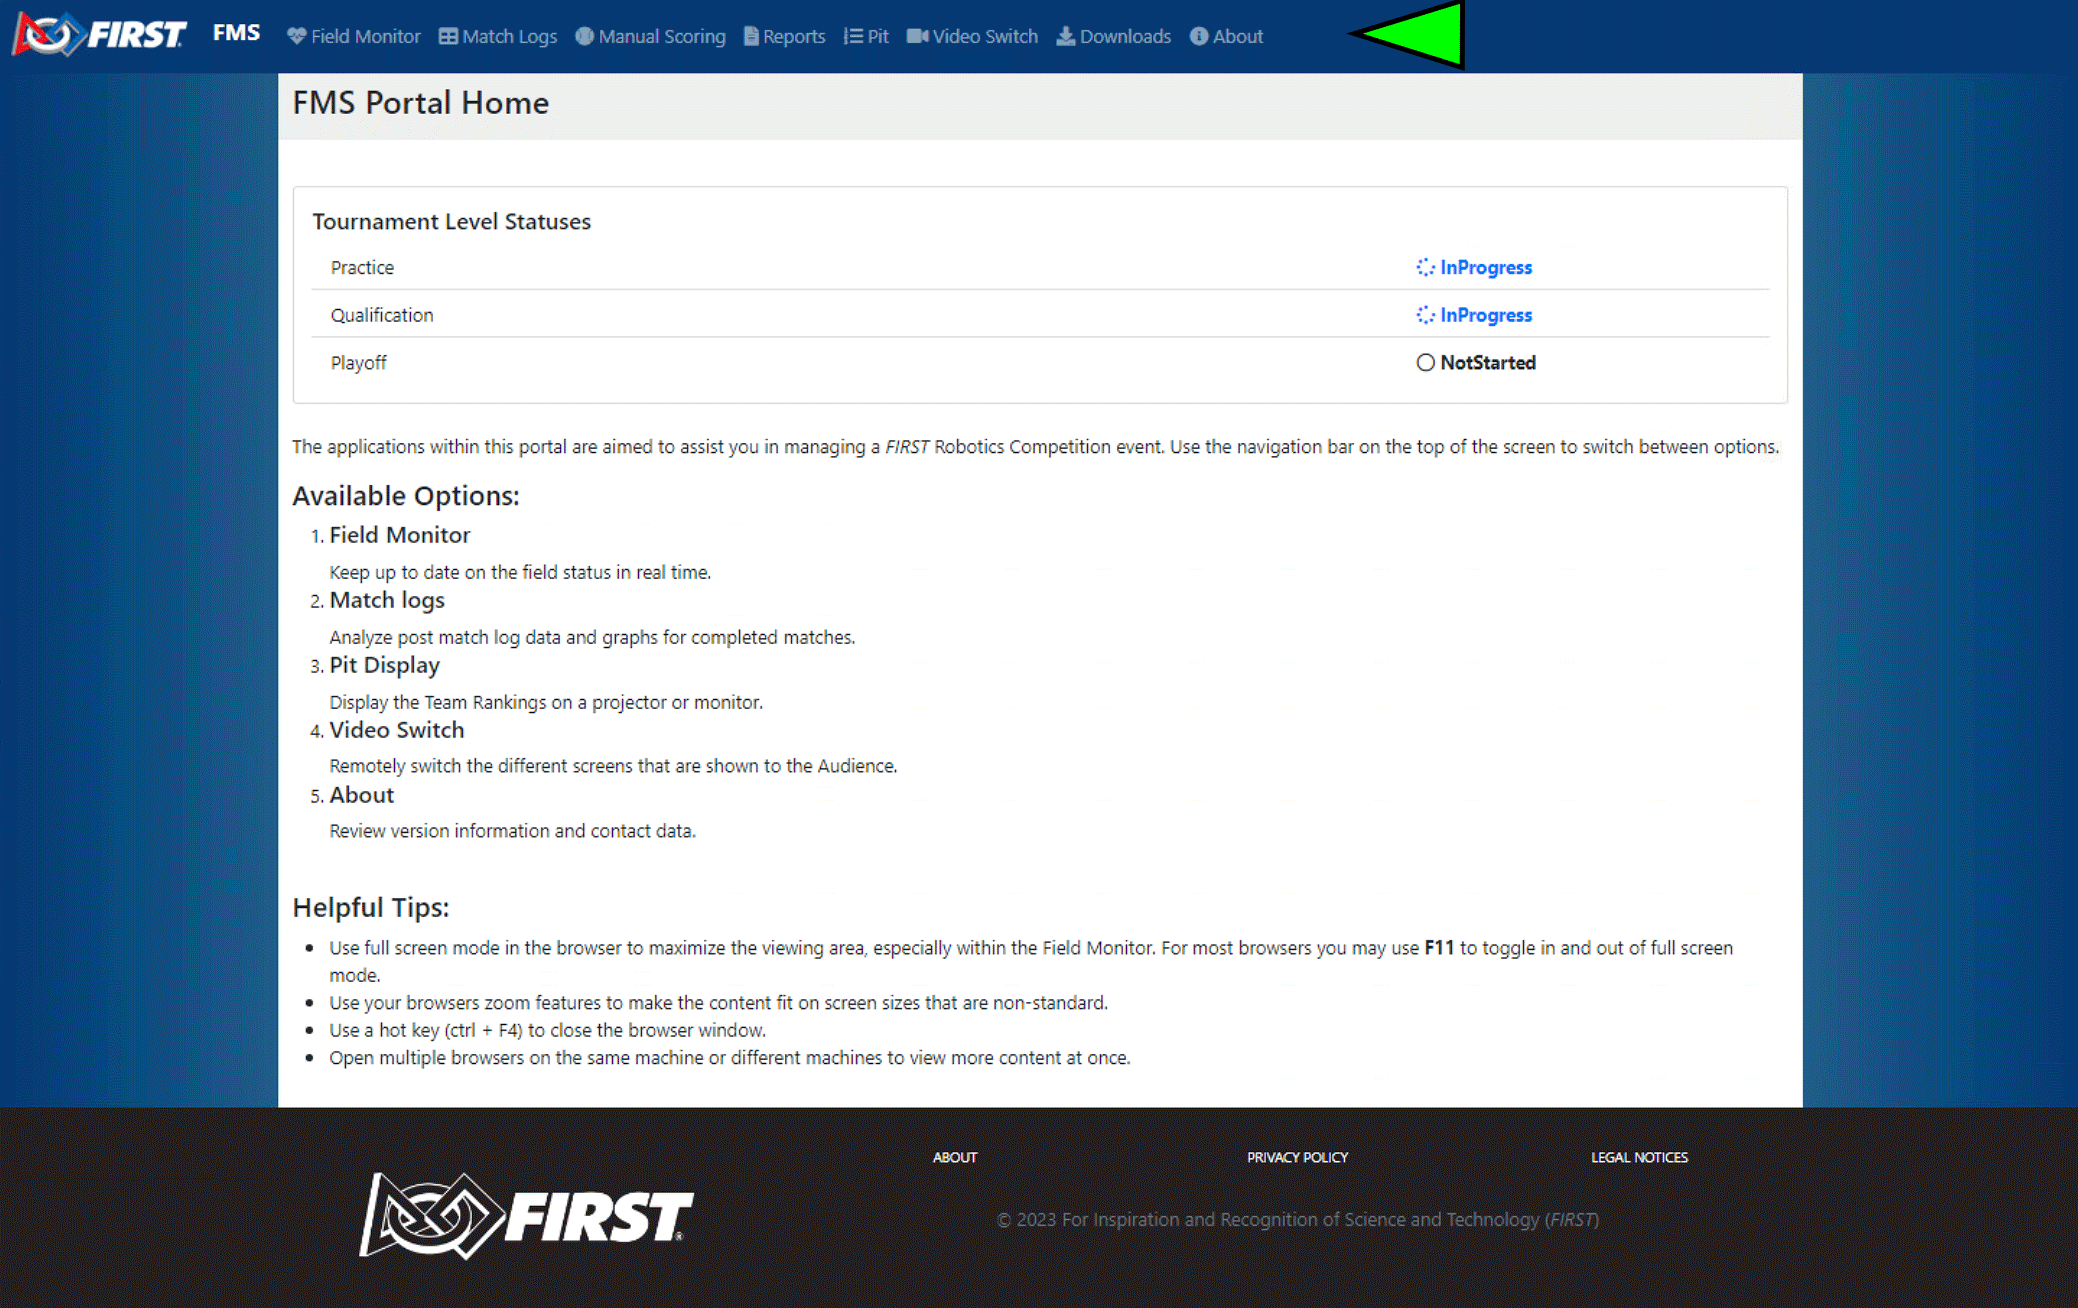 FIRST FMS Field Monitor Match Logs Manual Scoring Reports Pit Video Switch Downloads About
FMS Portal Home
Tournament Level Statuses
Practice InProgress
Qualification InProgress
Playoff NotStarted
The applications within this portal are aimed to assist you in managing a FIRST Robotics Competition event. Use the navigation bar on the top of the screen to switch between options.
Available Options:
1. Field Monitor
Keep up to date on the field status in real time.
2. Match logs
Analyze post match log data and graphs for completed matches.
3. Pit Display
Display the Team Rankings on a projector or monitor.
4. Video Switch
Remotely switch the different screens that are shown to the Audience.
5. About
Review version information and contact data.
Helpful Tips:
• Use full screen mode in the browser to maximize the viewing area, especially within the Field Monitor. For most browsers you may use F11 to toggle in and out of full screen
mode.
• Use your browsers zoom features to make the content fit on screen sizes that are non-standard.
• Use a hot key (ctrl + F4) to close the browser window.
• Open multiple browsers on the same machine or different machines to view more content at once.
ABOUT PRIVACY POLICY LEGAL NOTICES
FIRST®
© 2023 For Inspiration and Recognition of Science and Technology (FIRST)